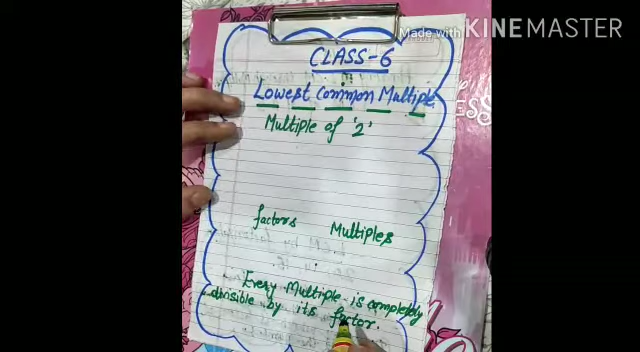 Made with KINEMASTER
CLASS-6
Lowest Common Multiple
Multiple of '2'
factors Multiples
Every Multiple is completely
divisible by its factor.